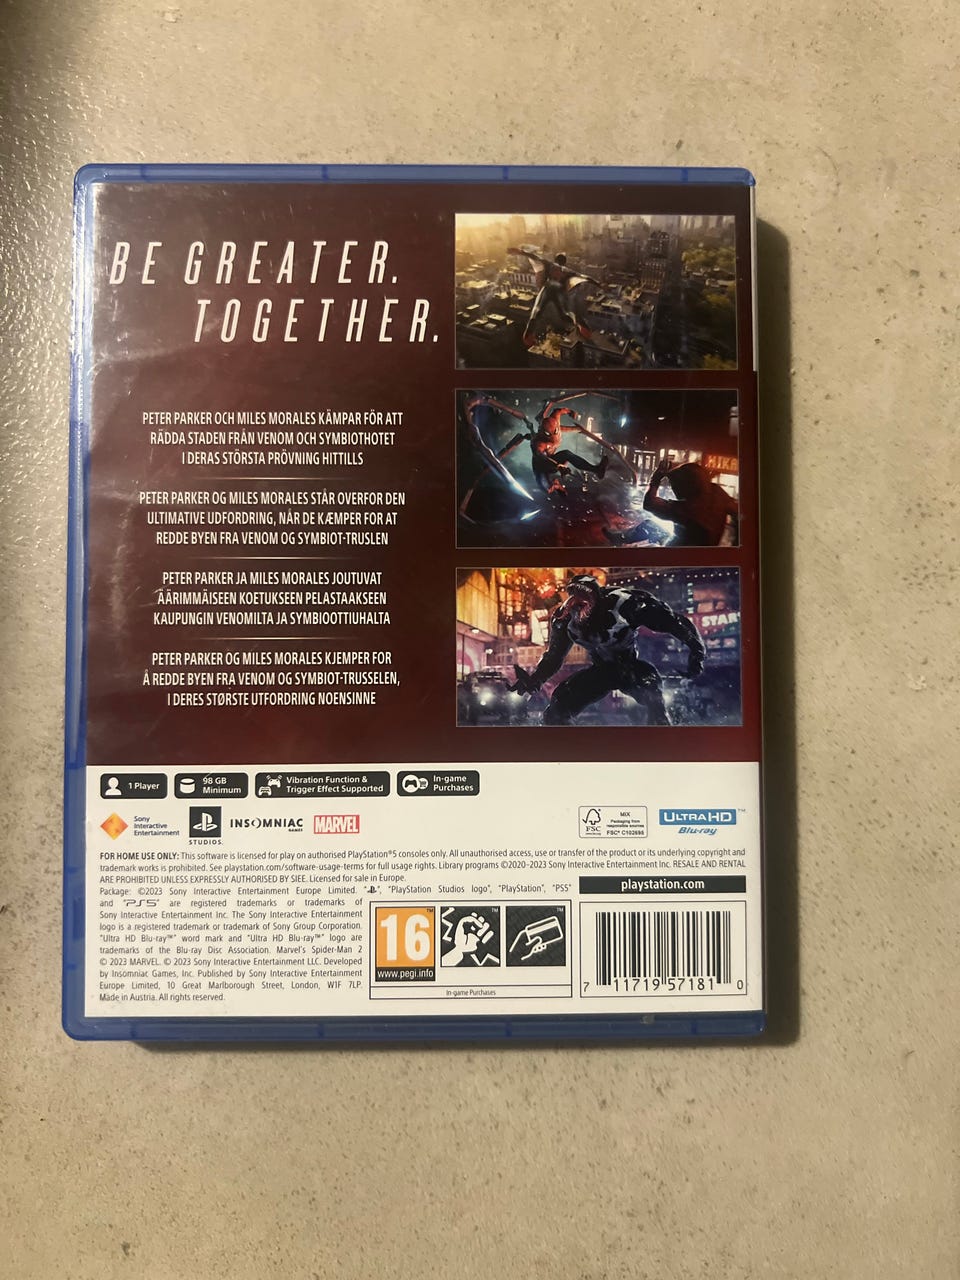 BE GREATER.
TOGETHER.
PETER PARKER OCH MILES MORALES KÄMPAR FÖR ATT
RÄDDA STADEN FRÅN VENOM OCH SYMBIOTHOTET
I DERAS STÖRSTA PRÖVNING HITTILLS
PETER PARKER OG MILES MORALES STÅR OVERFOR DEN
ULTIMATIVE UDFORDRING, NÅR DE KÆMPER FOR AT
REDDE BYEN FRA VENOM OG SYMBIOT-TRUSLEN
PETER PARKER JA MILES MORALES JOUTUVAT
ÄÄRIMMÄISEEN KOETUKSEEN PELASTAAKSEEN
KAUPUNGIN VENOMILTA JA SYMBIOOTTIUHALTA
PETER PARKER OG MILES MORALES KJEMPER FOR
Å REDDE BYEN FRA VENOM OG SYMBIOT-TRUSSELEN,
I DERES STØRSTE UTFORDRING NOENSINNE
STAR
1 Player
98 GB
Minimum
Vibration Function &
Trigger Effect Supported
In-game
Purchases
Sony
Interactive
Entertainment
STUDIOS
INSOMNIAC
GAMES
MARVEL
FSC
MIX
Packaging from
responsible sources
FSC® C102698
ULTRA HD™
Blu-ray
FOR HOME USE ONLY: This software is licensed for play on authorised PlayStation®5 consoles only. All unauthorised access, use or transfer of the product or its underlying copyright and
trademark works is prohibited. See playstation.com/software-usage-terms for full usage rights. Library programs ©2020-2023 Sony Interactive Entertainment Inc. RESALE AND RENTAL
ARE PROHIBITED UNLESS EXPRESSLY AUTHORISED BY SIEE. Licensed for sale in Europe.
Package: ©2023 Sony Interactive Entertainment Europe Limited. "PS", "PlayStation Studios logo", "PlayStation", "PS5"
and "PS5" are registered trademarks or trademarks of
Sony Interactive Entertainment Inc. The Sony Interactive Entertainment
logo is a registered trademark or trademark of Sony Group Corporation.
"Ultra HD Blu-ray™" word mark and "Ultra HD Blu-ray™" logo are
trademarks of the Blu-ray Disc Association. Marvel's Spider-Man 2
© 2023 MARVEL. © 2023 Sony Interactive Entertainment LLC. Developed
by Insomniac Games, Inc. Published by Sony Interactive Entertainment
Europe Limited, 10 Great Marlborough Street, London, W1F 7LP.
Made in Austria. All rights reserved.
playstation.com
16
www.pegi.info
In-game Purchases
7 11719 57181 0